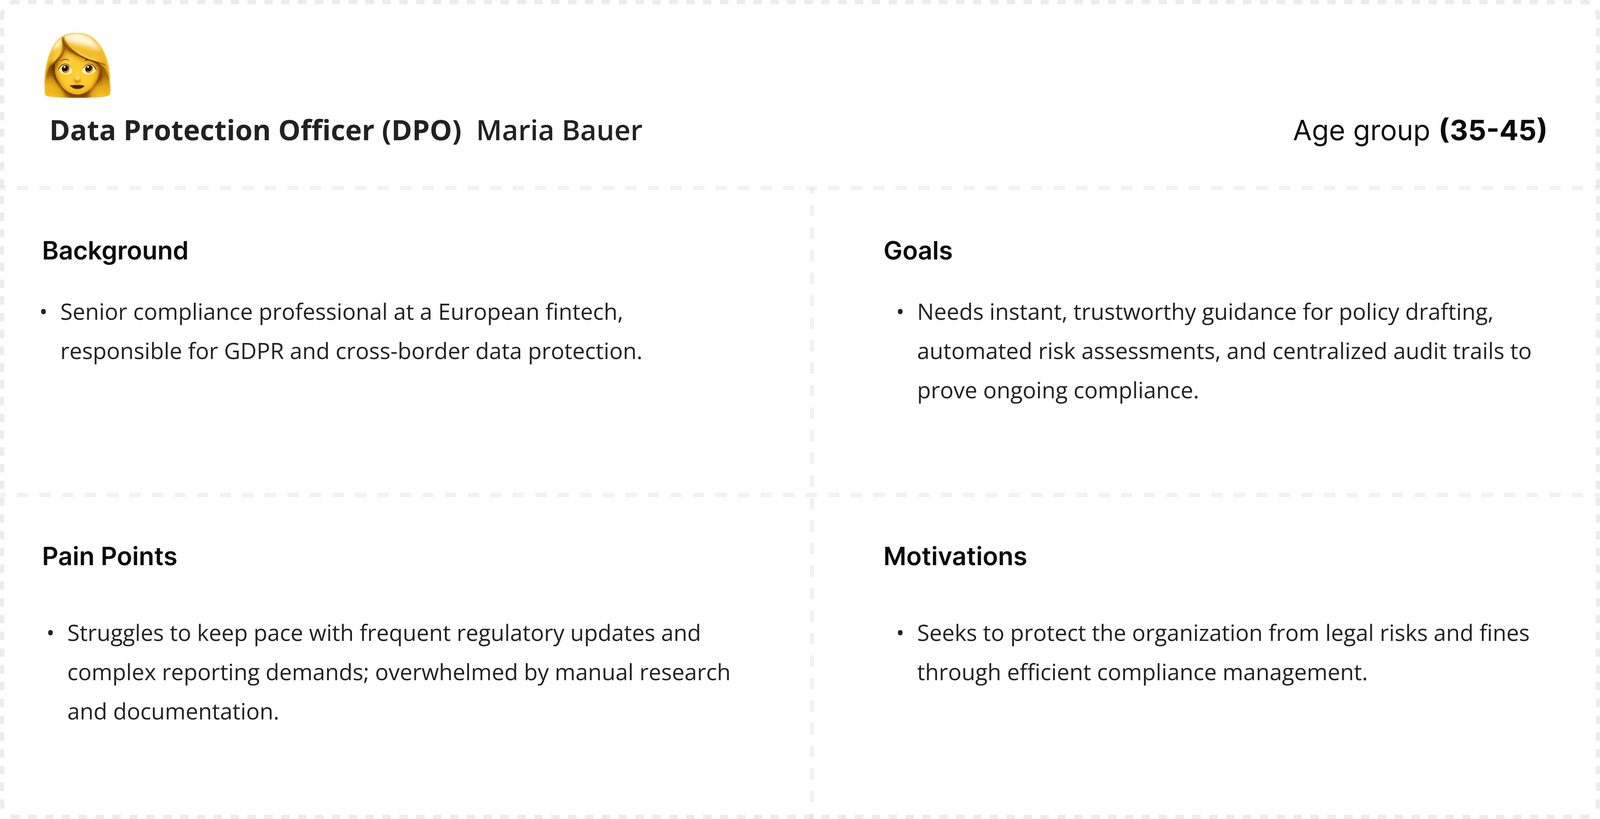 Data Protection Officer (DPO) Maria Bauer
Age group (35-45)
Background
• Senior compliance professional at a European fintech,
responsible for GDPR and cross-border data protection.
Goals
• Needs instant, trustworthy guidance for policy drafting,
automated risk assessments, and centralized audit trails to
prove ongoing compliance.
Pain Points
• Struggles to keep pace with frequent regulatory updates and
complex reporting demands; overwhelmed by manual research
and documentation.
Motivations
• Seeks to protect the organization from legal risks and fines
through efficient compliance management.